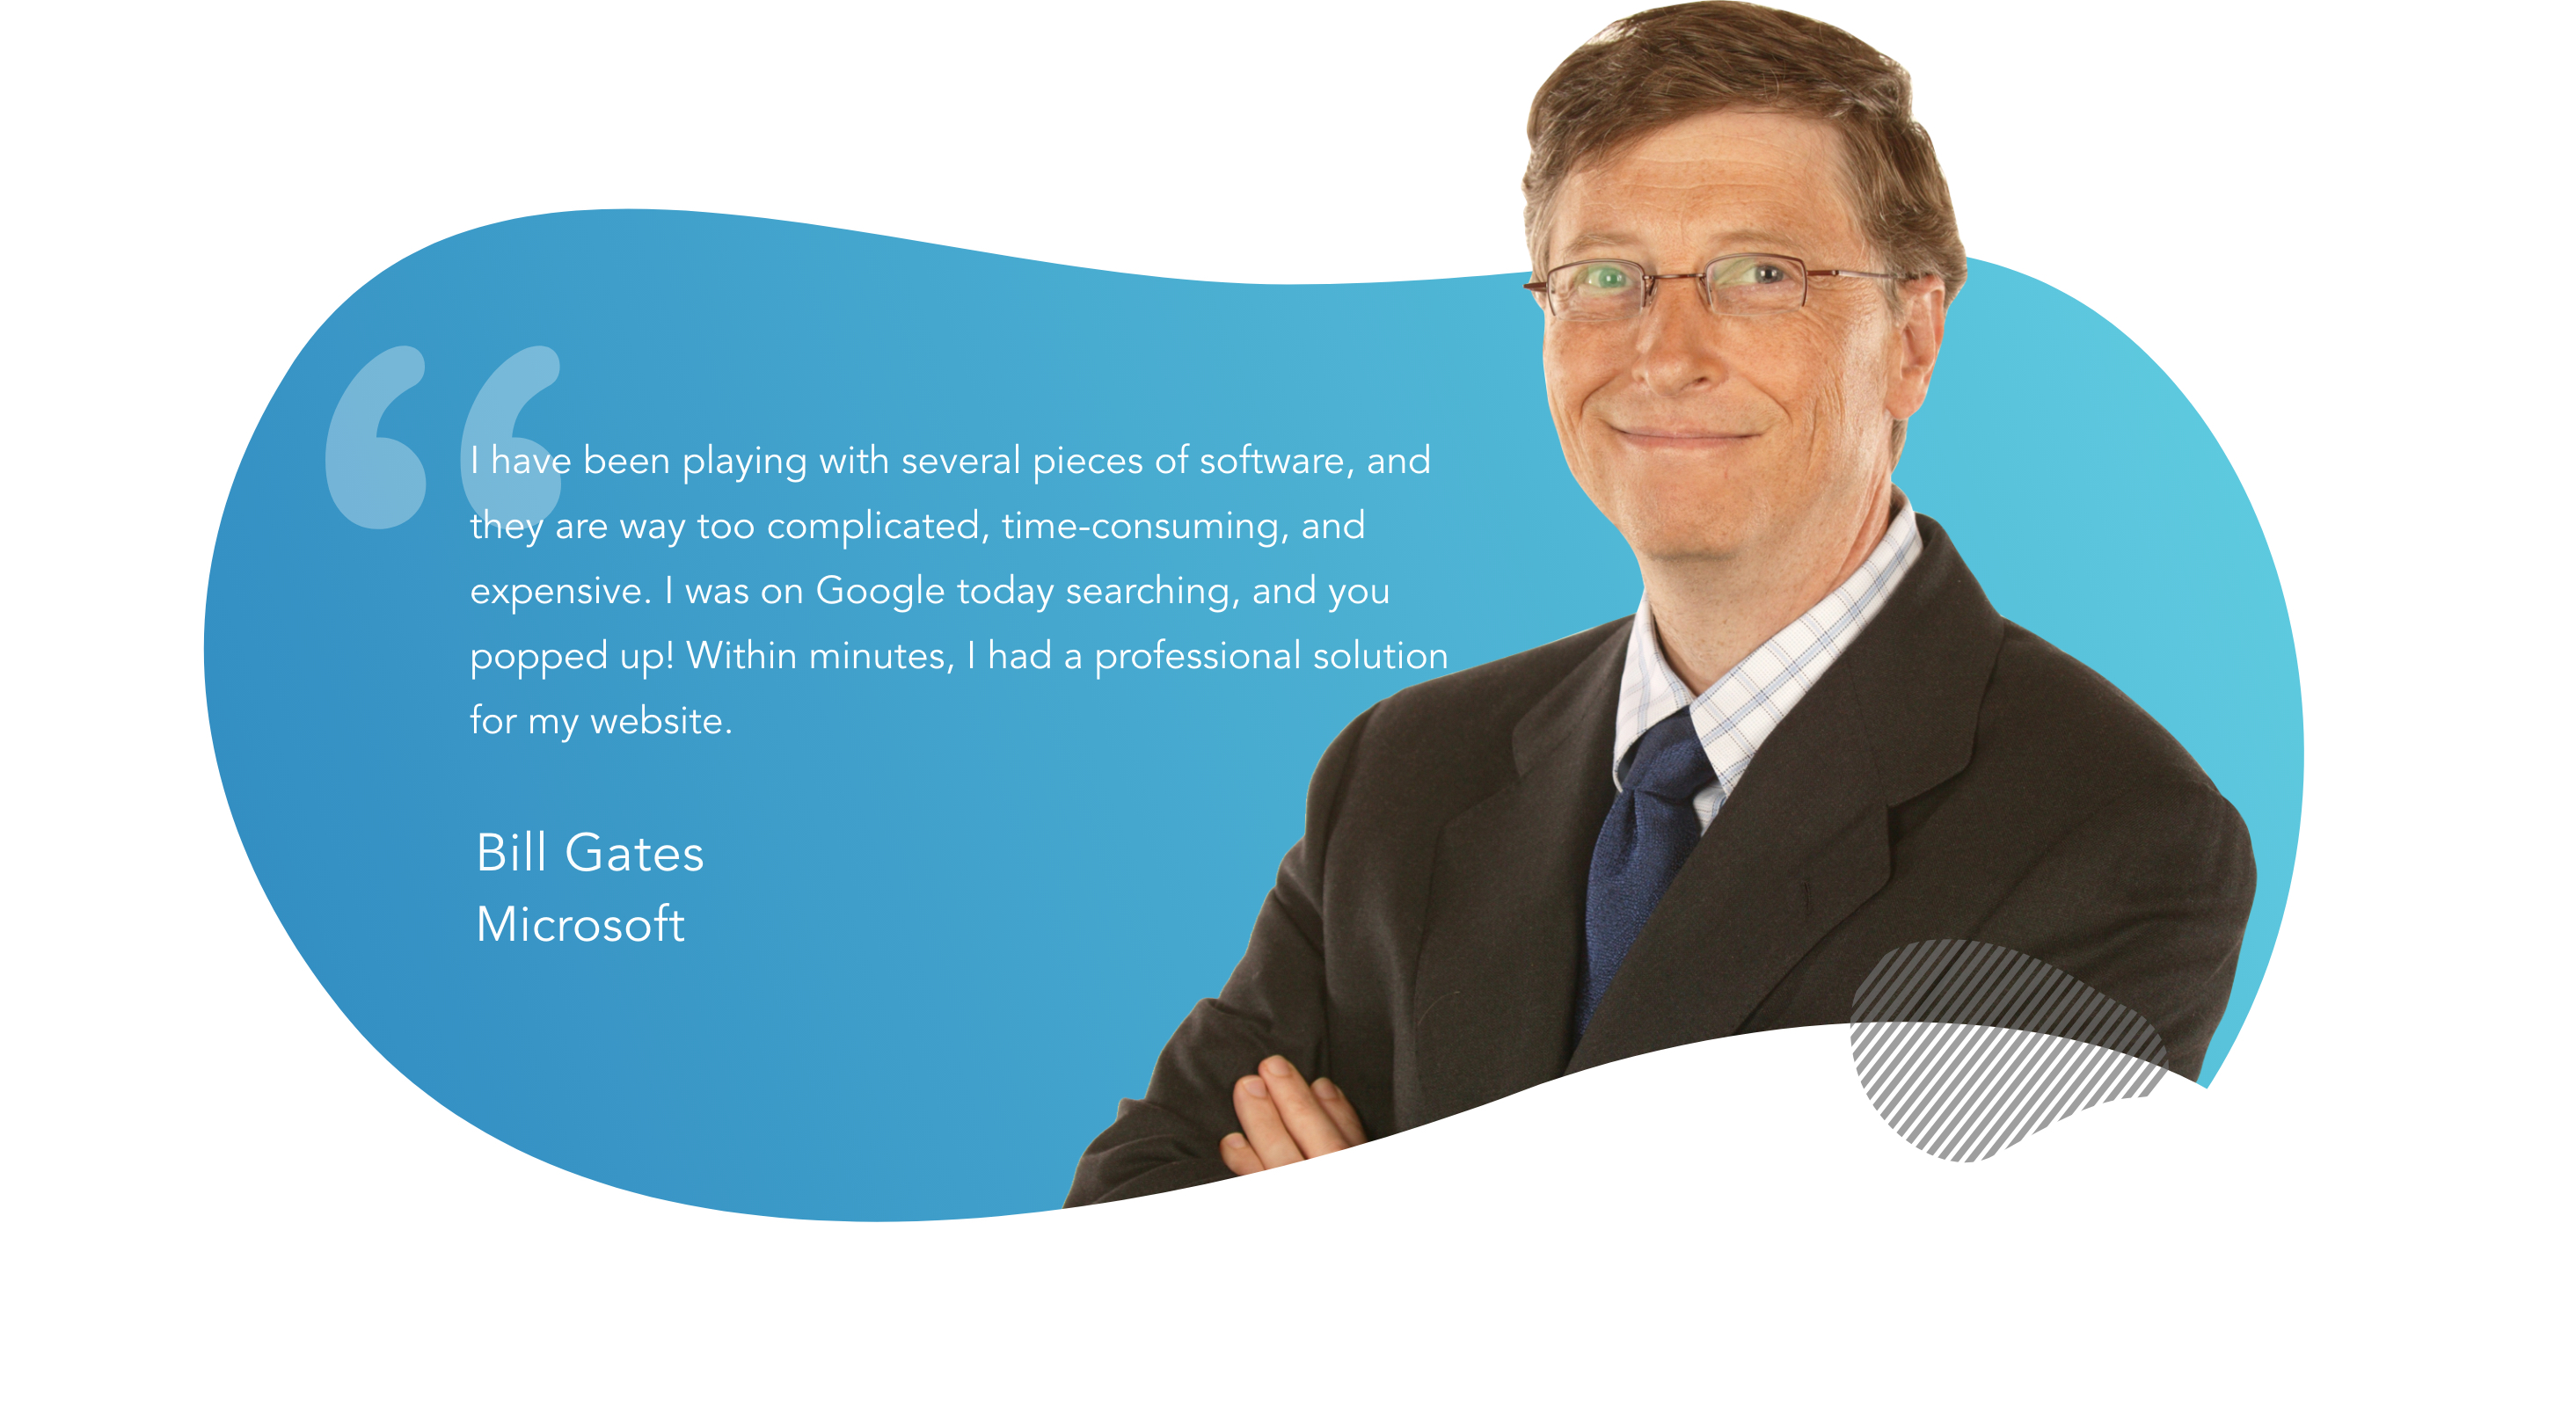 “
I have been playing with several pieces of software, and
they are way too complicated, time-consuming, and
expensive. I was on Google today searching, and you
popped up! Within minutes, I had a professional solution
for my website.
Bill Gates
Microsoft